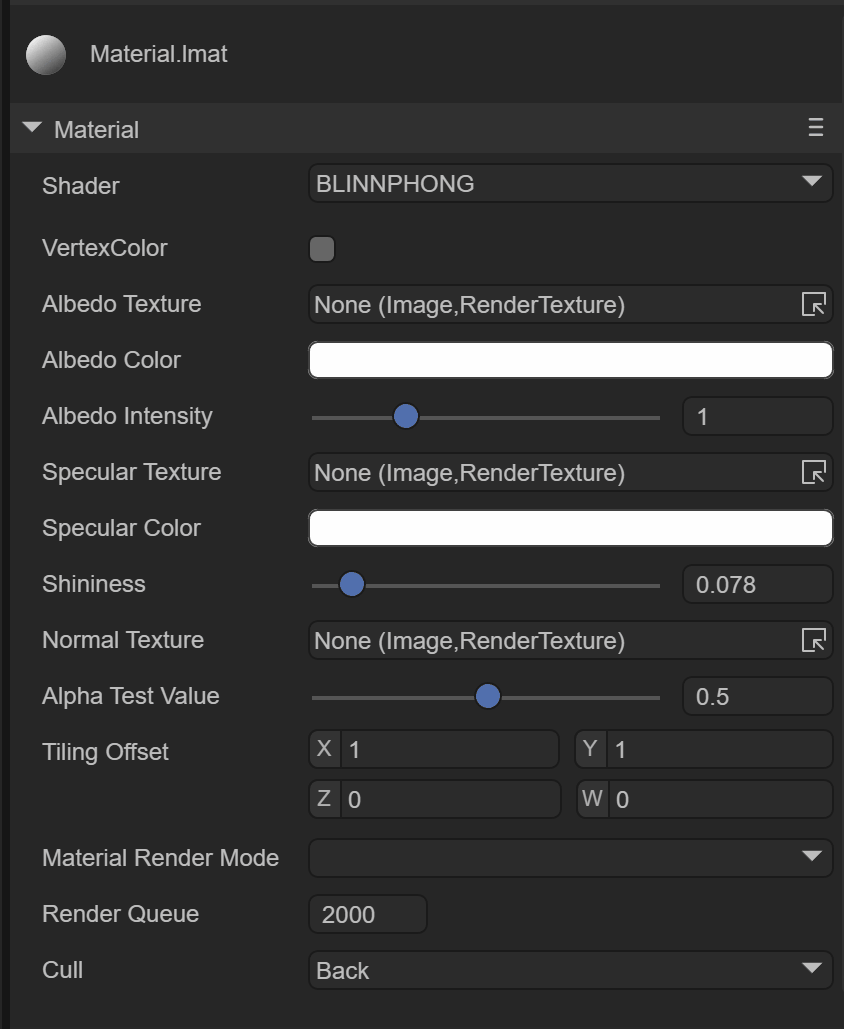 Material.lmat
Material
Shader BLINNPHONG
VertexColor
Albedo Texture None (Image,RenderTexture)
Albedo Color
Albedo Intensity 1
Specular Texture None (Image,RenderTexture)
Specular Color
Shininess 0.078
Normal Texture None (Image,RenderTexture)
Alpha Test Value 0.5
Tiling Offset X 1 Y 1
Z 0 W 0
Material Render Mode
Render Queue 2000
Cull Back